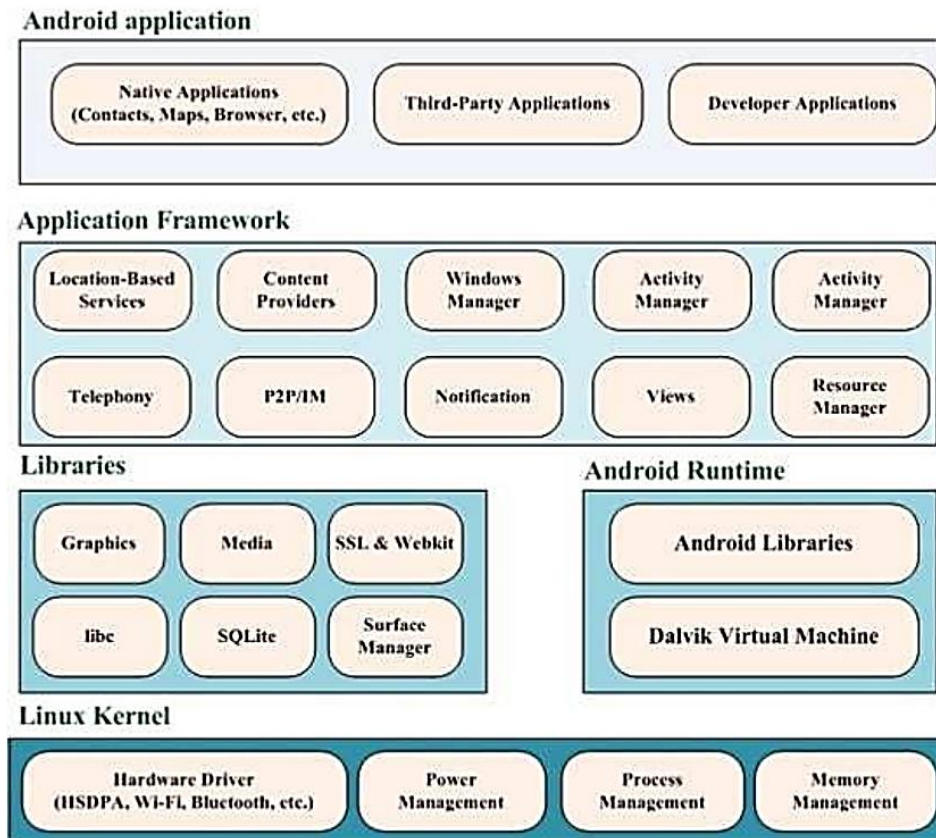 Android application
Native Applications
(Contacts, Maps, Browser, etc.)
Third-Party Applications
Developer Applications
Application Framework
Location-Based
Services
Content
Providers
Windows
Manager
Activity
Manager
Activity
Manager
Telephony
P2P/IM
Notification
Views
Resource
Manager
Libraries
Graphics
Media
SSL & Webkit
libc
SQLite
Surface
Manager
Android Runtime
Android Libraries
Dalvik Virtual Machine
Linux Kernel
Hardware Driver
(HSDPA, Wi-Fi, Bluctooth, etc.)
Power
Management
Process
Management
Memory
Management